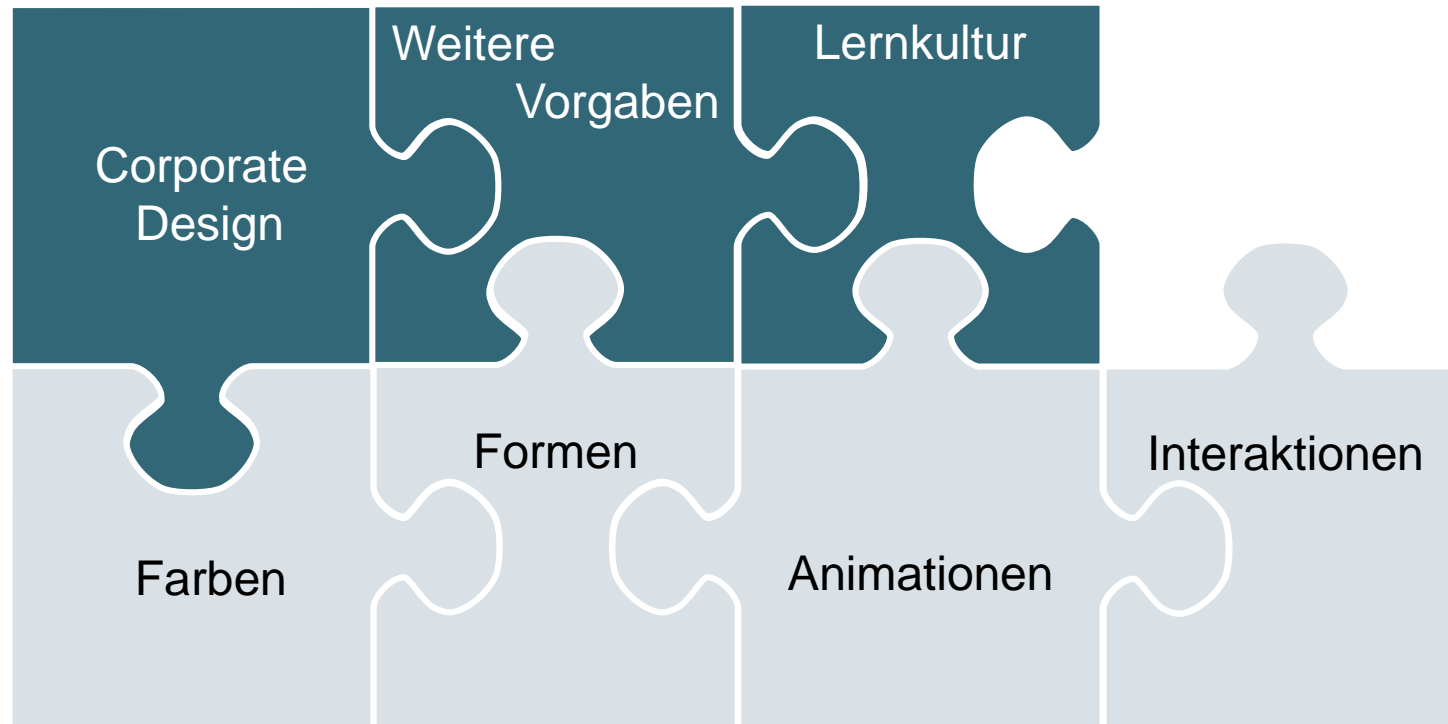 Corporate
Design
Weitere
Vorgaben
Lernkultur
Farben
Formen
Animationen
Interaktionen